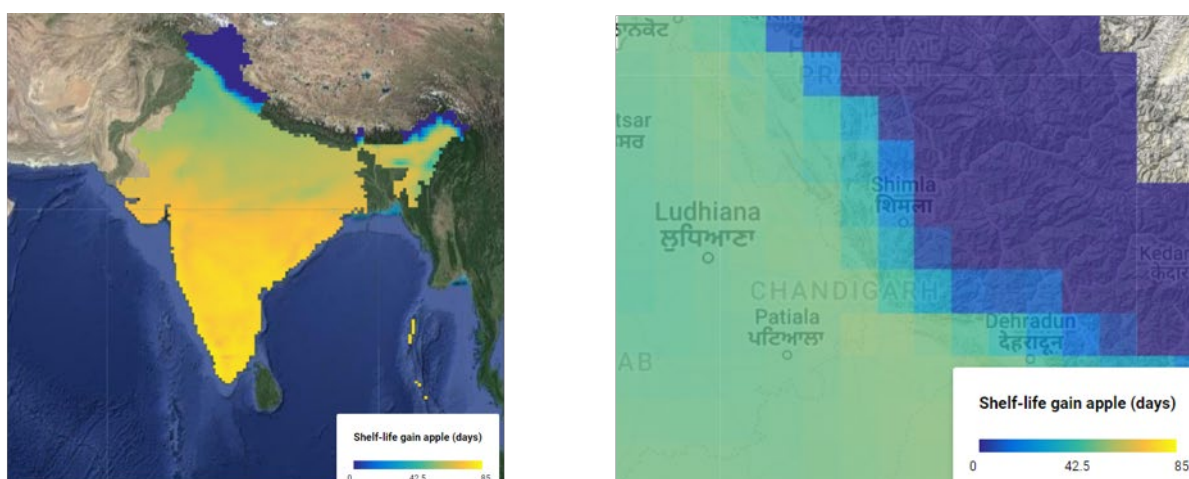 Shelf-life gain apple (days)
0 42.5 85
ਾਨਕੋਟ
HIMACHAL
PRADESH
tsar
ਸਰ
Shimla
शिमला
Ludhiana
ਲੁਧਿਆਣਾ
Kedar
केदार
CHANDIGARH
Patiala
ਪਟਿਆਲਾ
Dehradun
देहरादून
AB
Shelf-life gain apple (days)
0 42.5 85